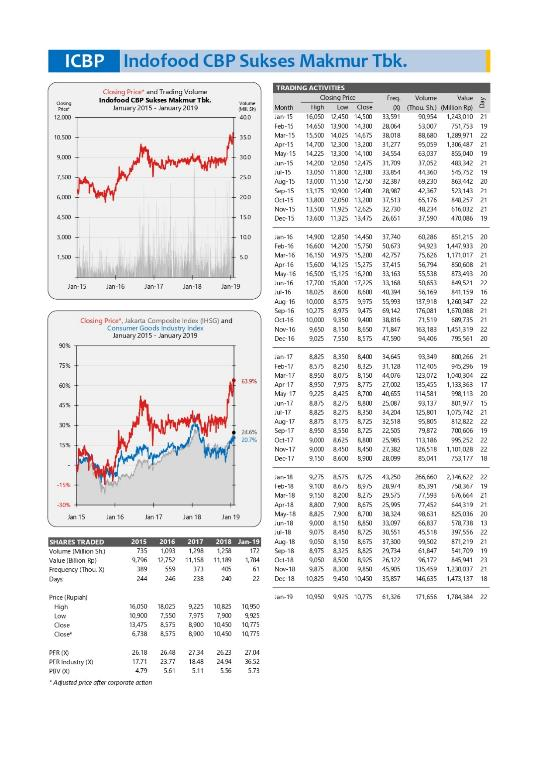 ICBP Indofood CBP Sukses Makmur Tbk.
Closing Price* and Trading Volume
Indofood CBP Sukses Makmur Tbk.
January 2015 - January 2019
Closing
Price*
Volume
(Mill. Sh)
12,000
10,500
9,000
7,500
6,000
4,500
3,000
1,500
40.0
35.0
30.0
25.0
20.0
15.0
10.0
5.0
Jan-15 Jan-16 Jan-17 Jan-18 Jan-19
Closing Price*, Jakarta Composite Index (IHSG) and
Consumer Goods Industry Index
January 2015 - January 2019
90%
75%
60%
45%
30%
15%
-
-15%
-30%
63.9%
24.6%
20.7%
Jan 15 Jan 16 Jan 17 Jan 18 Jan 19
SHARES TRADED 2015 2016 2017 2018 Jan-19
Volume (Million Sh.) 735 1,093 1,298 1,258 172
Value (Billion Rp) 9,796 12,752 11,158 11,189 1,784
Frequency (Thou. X) 389 559 373 405 61
Days 244 246 238 240 22
Price (Rupiah)
High 16,050 18,025 9,225 10,825 10,950
Low 10,900 7,550 7,975 7,900 9,925
Close 13,475 8,575 8,900 10,450 10,775
Close* 6,738 8,575 8,900 10,450 10,775
PER (X) 26.18 26.48 27.34 26.23 27.04
PER Industry (X) 17.71 23.77 18.48 24.94 36.52
PBV (X) 4.79 5.61 5.11 5.56 5.73
* Adjusted price after corporate action
TRADING ACTIVITIES
Closing Price Freq. Volume Value Day
Month High Low Close (X) (Thou. Sh.) (Million Rp)
Jan-15 16,050 12,450 14,500 33,591 90,954 1,243,010 21
Feb-15 14,650 13,900 14,300 28,064 53,007 751,753 19
Mar-15 15,500 14,025 14,675 38,018 88,680 1,289,971 22
Apr-15 14,700 12,300 13,200 31,277 95,059 1,306,487 21
May-15 14,225 13,300 14,100 34,554 63,037 855,040 19
Jun-15 14,200 12,050 12,475 31,709 37,052 483,342 21
Jul-15 13,050 11,800 12,300 33,854 44,360 545,752 19
Aug-15 13,000 11,550 12,750 32,387 69,230 863,442 20
Sep-15 13,175 10,900 12,400 28,987 42,367 523,143 21
Oct-15 13,800 12,050 13,200 37,513 65,176 848,257 21
Nov-15 13,500 11,925 12,625 32,730 48,234 616,032 21
Dec-15 13,600 11,325 13,475 26,651 37,590 470,086 19
Jan-16 14,900 12,850 14,450 37,740 60,286 851,215 20
Feb-16 16,600 14,200 15,750 50,673 94,923 1,447,933 20
Mar-16 16,150 14,975 15,200 42,757 75,626 1,171,017 21
Apr-16 15,600 14,125 15,275 37,415 56,794 850,608 21
May-16 16,500 15,125 16,200 33,163 55,538 873,493 20
Jun-16 17,700 15,800 17,225 33,168 50,653 849,521 22
Jul-16 18,025 8,600 8,600 40,394 56,169 841,159 16
Aug-16 10,000 8,575 9,975 55,993 137,918 1,260,347 22
Sep-16 10,275 8,975 9,475 69,142 176,081 1,670,088 21
Oct-16 10,000 9,350 9,400 38,816 71,519 689,735 21
Nov-16 9,650 8,150 8,650 71,847 163,183 1,451,319 22
Dec-16 9,025 7,550 8,575 47,590 94,406 795,561 20
Jan-17 8,825 8,350 8,400 34,645 93,349 800,266 21
Feb-17 8,575 8,250 8,325 31,128 112,405 945,296 19
Mar-17 8,950 8,075 8,150 44,076 123,072 1,040,304 22
Apr-17 8,950 7,975 8,775 27,002 135,455 1,133,363 17
May-17 9,225 8,425 8,700 40,655 114,581 998,113 20
Jun-17 8,875 8,275 8,800 25,087 93,137 801,977 15
Jul-17 8,825 8,275 8,350 34,204 125,801 1,075,742 21
Aug-17 8,875 8,175 8,725 32,518 95,805 812,822 22
Sep-17 8,950 8,550 8,725 22,505 79,872 700,606 19
Oct-17 9,000 8,625 8,800 25,985 113,186 995,252 22
Nov-17 9,000 8,450 8,450 27,382 126,518 1,101,028 22
Dec-17 9,150 8,600 8,900 28,099 85,041 753,177 18
Jan-18 9,275 8,575 8,725 43,250 266,660 2,346,622 22
Feb-18 9,100 8,675 8,975 28,974 85,391 760,367 19
Mar-18 9,150 8,200 8,275 29,575 77,593 676,664 21
Apr-18 8,800 7,900 8,675 25,995 77,452 644,319 21
May-18 8,825 7,900 8,700 38,324 98,631 825,036 20
Jun-18 9,000 8,150 8,850 33,097 66,837 578,738 13
Jul-18 9,075 8,450 8,725 30,551 45,518 397,556 22
Aug-18 9,050 8,150 8,650 37,300 99,502 871,219 21
Sep-18 8,975 8,325 8,825 29,734 61,847 541,709 19
Oct-18 9,050 8,500 8,925 26,122 96,172 845,941 23
Nov-18 9,875 8,300 9,850 45,905 135,459 1,230,037 21
Dec-18 10,825 9,450 10,450 35,857 146,635 1,473,137 18
Jan-19 10,950 9,925 10,775 61,326 171,656 1,784,384 22